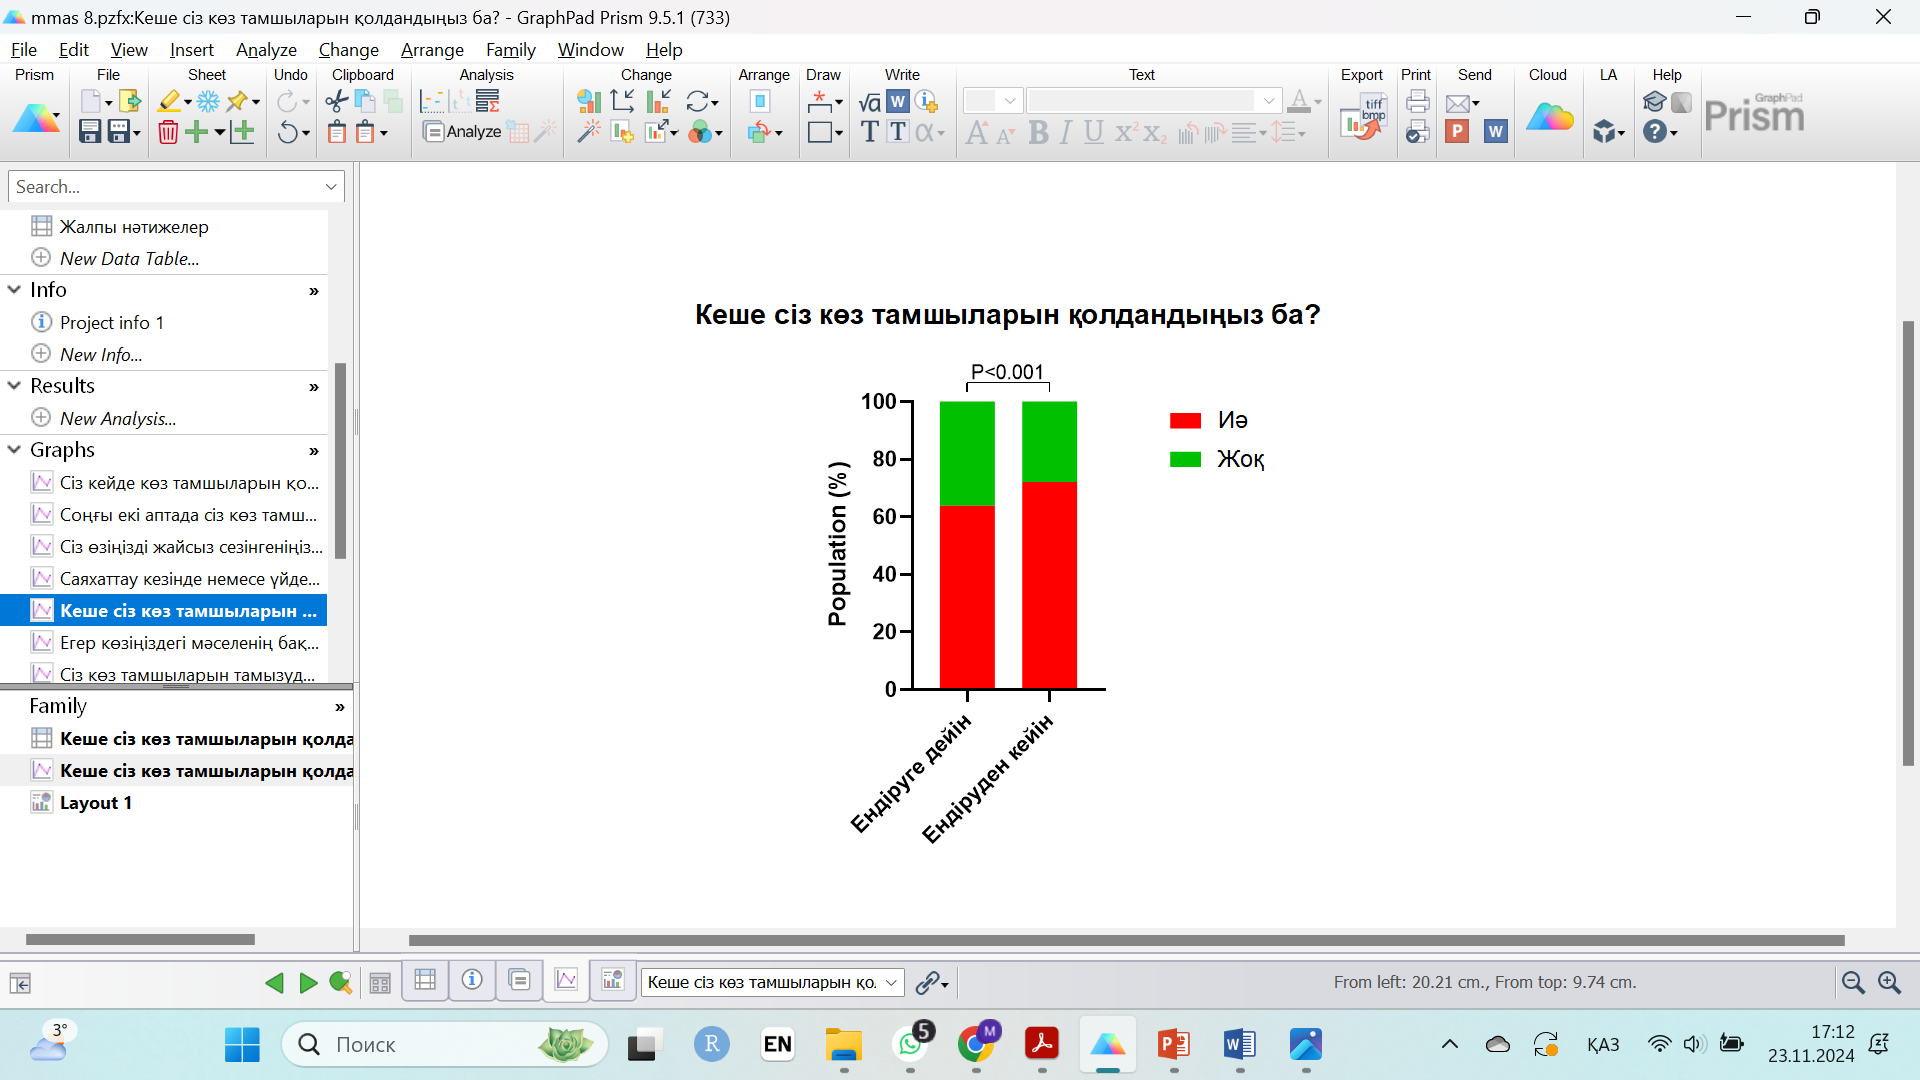 mmas 8.pzfx:Кеше сіз көз тамшыларын қолдандыңыз ба? - GraphPad Prism 9.5.1 (733)
File Edit View Insert Analyze Change Arrange Family Window Help
Prism File Sheet Undo Clipboard Analysis Change Arrange Draw Write Text Export Print Send Cloud LA Help
Analyze
tiff
bmp
GraphPad
Prism
Search...
Жалпы нәтижелер
New Data Table...
Info
Project info 1
New Info...
Results
New Analysis...
Graphs
Сіз кейде көз тамшыларын қо...
Соңғы екі аптада сіз көз тамш...
Сіз өзіңізді жайсыз сезінгеніңіз...
Саяхаттау кезінде немесе үйде...
Кеше сіз көз тамшыларын ...
Егер көзіңіздегі мәселенің бақ...
Сіз көз тамшыларын тамызуд...
Family
Кеше сіз көз тамшыларын қолда
Кеше сіз көз тамшыларын қолда
Layout 1
Кеше сіз көз тамшыларын қолдандыңыз ба?
P<0.001
100
80
60
40
20
0
Population (%)
Ендіруге дейін
Ендіруден кейін
Иә
Жоқ
Кеше сіз көз тамшыларын қо.
From left: 20.21 cm., From top: 9.74 cm.
3°
Поиск
R
EN
5
M
ҚАЗ
17:12
23.11.2024